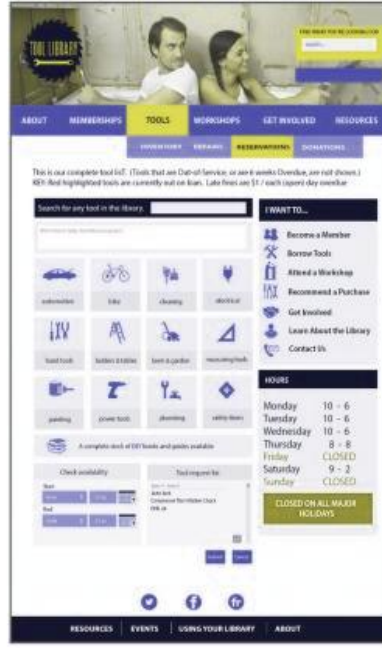 TOOL LIBRARY
FIND WHAT YOU'RE LOOKING FOR
ABOUT MEMBERSHIPS TOOLS WORKSHOPS GET INVOLVED RESOURCES
INVENTORY REPAIRS RESERVATIONS DONATIONS
This is our complete tool list. (Tools that are Out-of-Service, or are 6 weeks Overdue, are not shown.)
KEY: Red highlighted tools are currently out on loan. Late fines are $1 / each (open) day overdue
Search for any tool in the library.
automotive bike cleaning electrical
hand tools ladders & tables lawn & garden measuring tools
painting power tools plumbing safety items
A complete stock of DIY books and guides available
Check availability
Start
End
Tool request for
I WANT TO...
Become a Member
Borrow Tools
Attend a Workshop
Recommend a Purchase
Get Involved
Learn About the Library
Contact Us
HOURS
Monday 10 - 6
Tuesday 10 - 6
Wednesday 10 - 6
Thursday 8 - 8
Friday CLOSED
Saturday 9 - 2
Sunday CLOSED
CLOSED ON ALL MAJOR
HOLIDAYS
RESOURCES EVENTS USING YOUR LIBRARY ABOUT